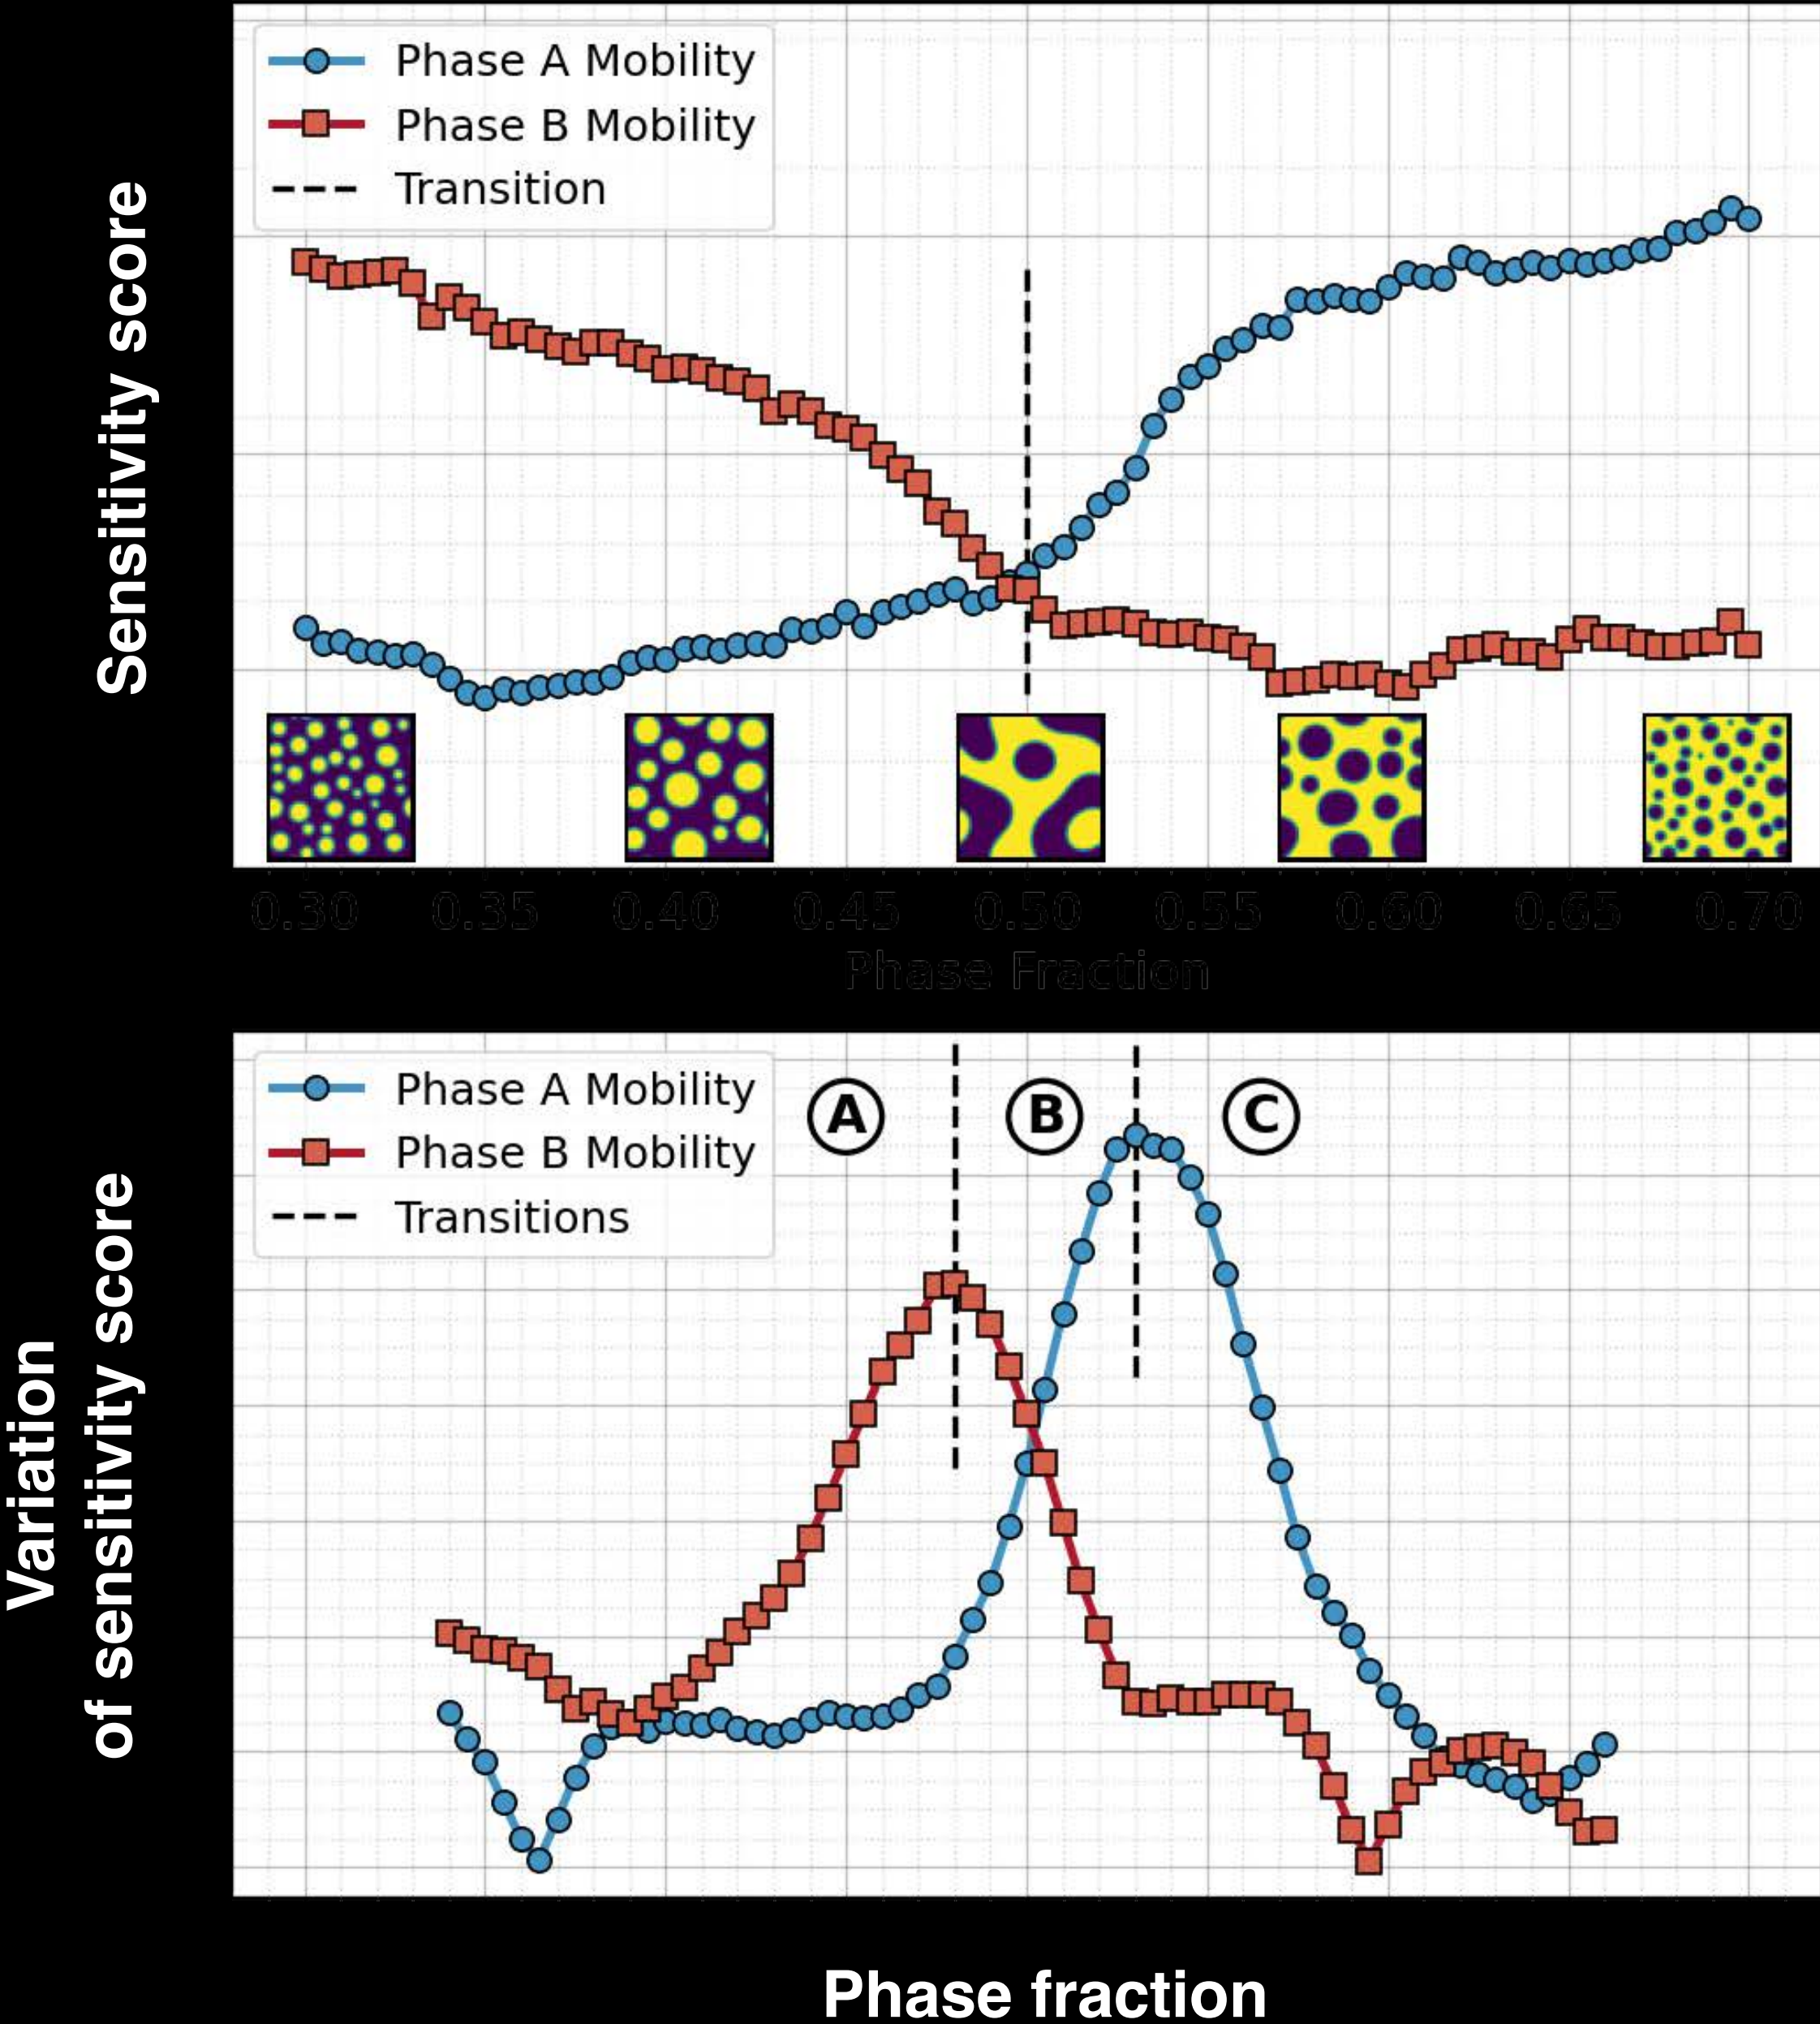 Phase A Mobility
Phase B Mobility
Transition
Sensitivity score
0.30 0.35 0.40 0.45 0.50 0.55 0.60 0.65 0.70
Phase Fraction
Phase A Mobility
Phase B Mobility
Transitions
A B C
Variation
of sensitivity score
Phase fraction